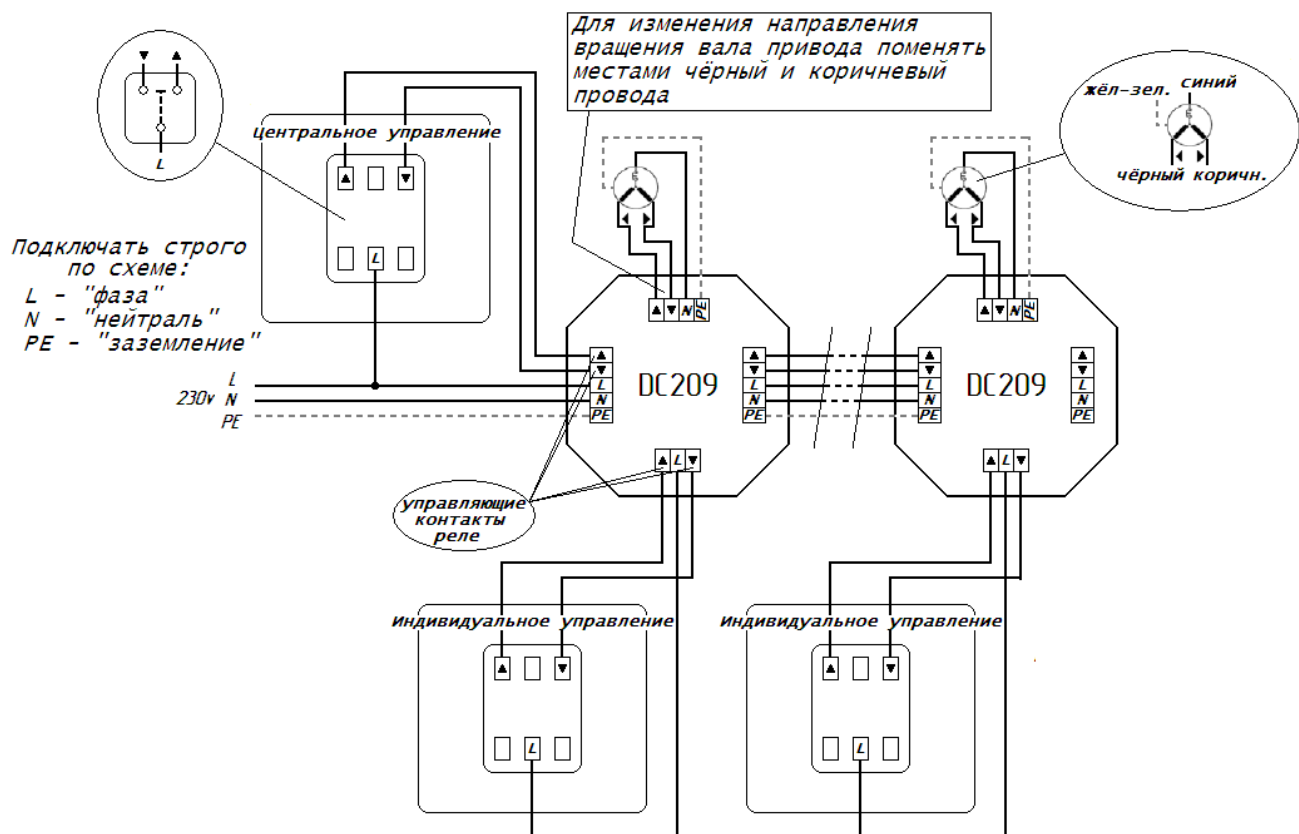 Для изменения направления
вращения вала привода поменять
местами чёрный и коричневый
провода
▼ ▲
L
центральное управление
▲ ▼
L
Подключать строго
по схеме:
L - "фаза"
N - "нейтраль"
PE - "заземление"
L
230v N
PE
жёл-зел. синий
Б
чёрный коричн.
Б
Б
▲ ▼ N PE
▲ ▼ N PE
▲
▼
L
N
PE
DC209
▲
▼
L
N
PE
▲
▼
L
N
PE
DC209
▲
▼
L
N
PE
▲ L ▼
▲ L ▼
управляющие
контакты
реле
индивидуальное управление
▲ ▼
L
индивидуальное управление
▲ ▼
L